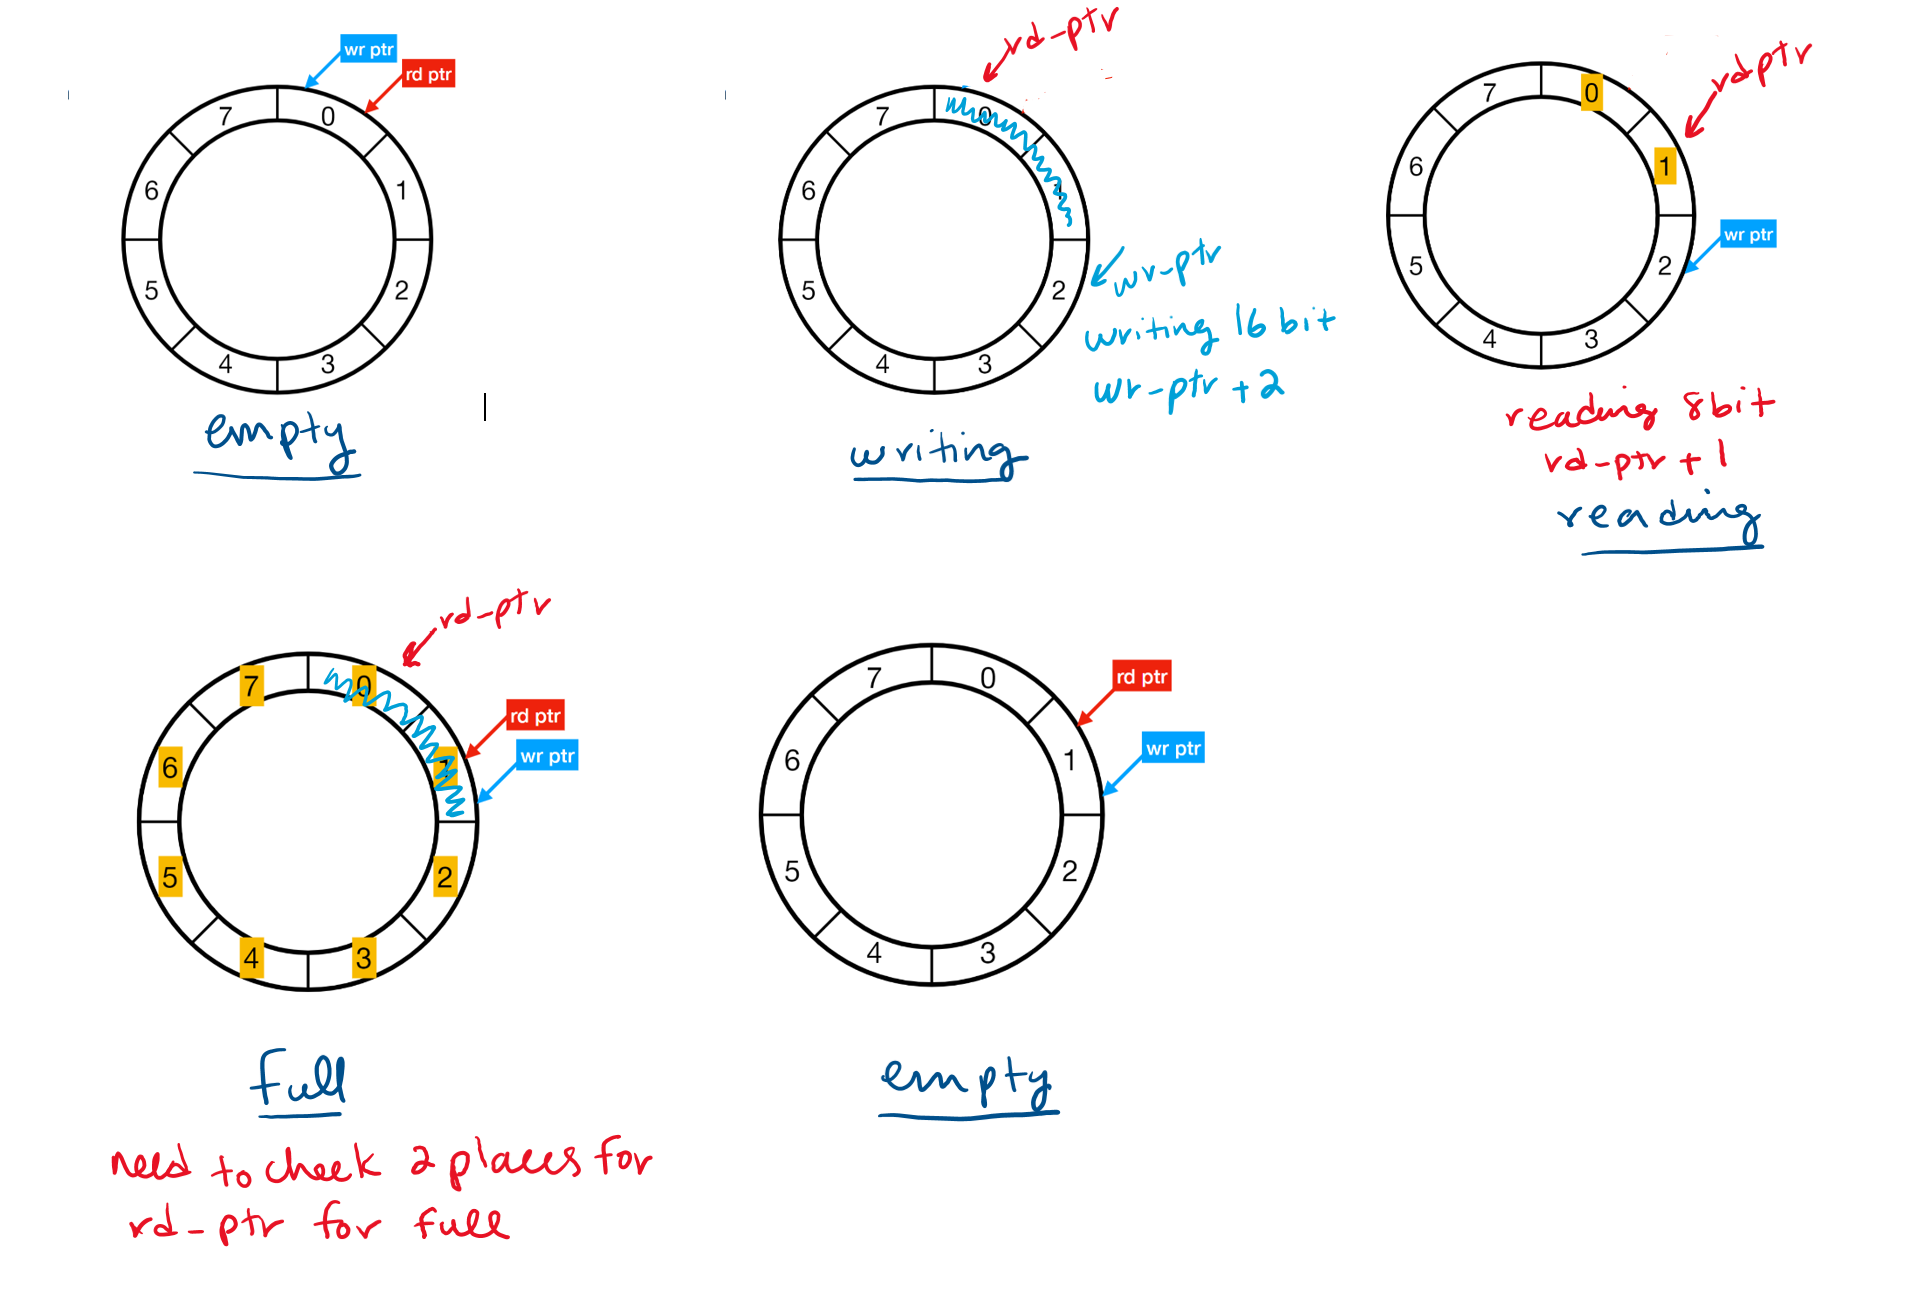 wr ptr
rd ptr
7
0
6
1
5
2
4
3
empty
rd-ptr
7
0
6
1
5
2
4
3
wr-ptr
writing 16 bit
wr-ptr +2
writing
rdptr
7
0
6
1
wr ptr
5
2
4
3
reading 8bit
rd-ptr + 1
reading
rd-ptr
7
0
rd ptr
6
1
wr ptr
5
2
4
3
full
need to check 2 places for
rd-ptr for full
rd ptr
7
0
6
1
wr ptr
5
2
4
3
empty